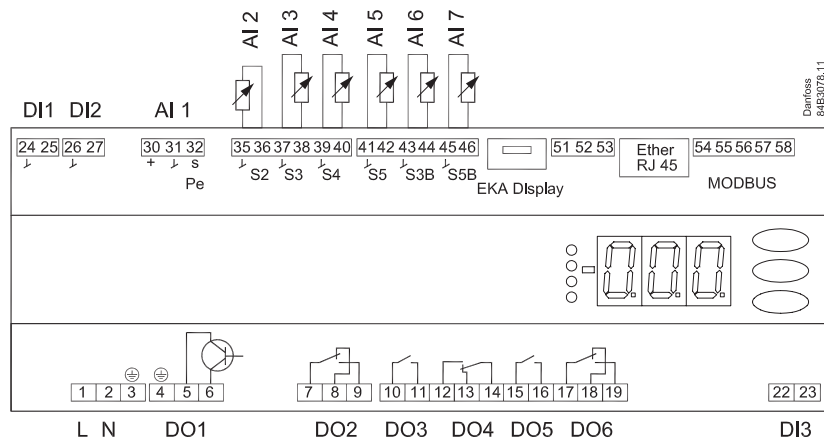 AI 2 AI 3 AI 4 AI 5 AI 6 AI 7
Danfoss
84B3078.11
DI1 DI2 AI 1
24 25 26 27 30 31 32 35 36 37 38 39 40 41 42 43 44 45 46 51 52 53 Ether 54 55 56 57 58
RJ 45
+ s S2 S3 S4 S5 S3B S5B MODBUS
Pe EKA Display
0.0.0.
1 2 3 4 5 6 7 8 9 10 11 12 13 14 15 16 17 18 19 22 23
L N DO1 DO2 DO3 DO4 DO5 DO6 DI3